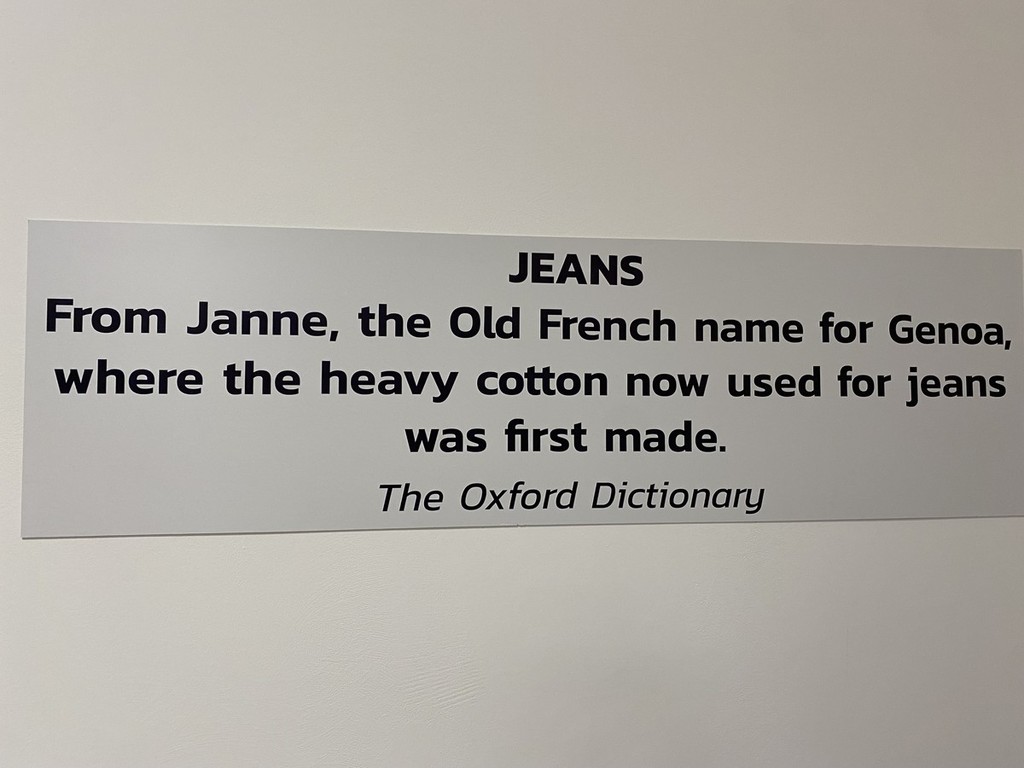 JEANS
From Janne, the Old French name for Genoa,
where the heavy cotton now used for jeans
was first made.
The Oxford Dictionary